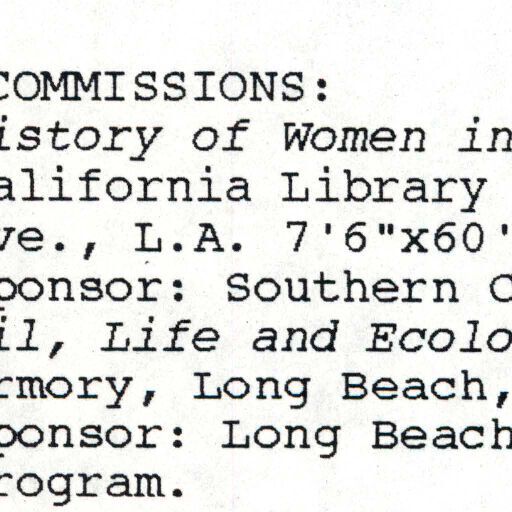 COMMISSIONS:
istory of Women in
alifornia Library
ve., L.A. 7'6"x60'
ponsor: Southern C
il, Life and Ecolo
rmory, Long Beach,
ponsor: Long Beach
rogram.